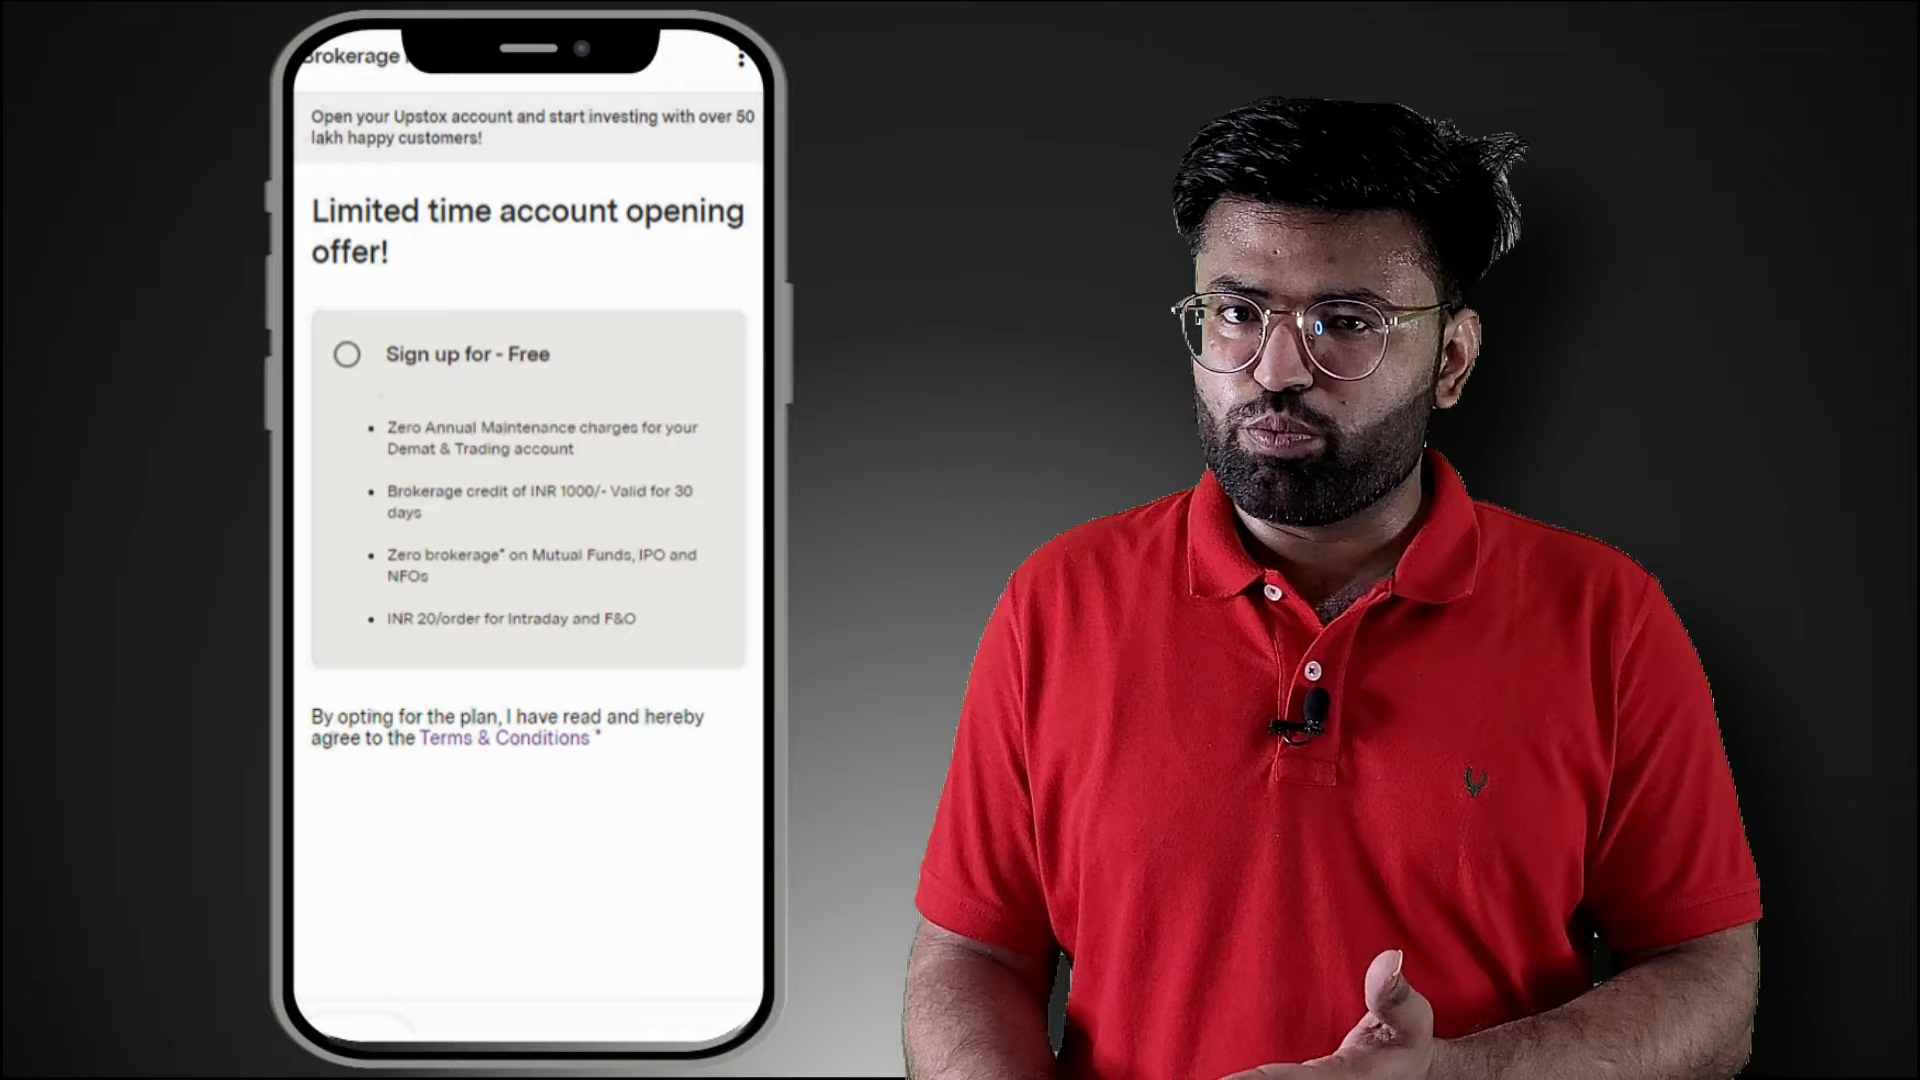 Brokerage
Open your Upstox account and start investing with over 50
lakh happy customers!
Limited time account opening
offer!
Sign up for - Free
• Zero Annual Maintenance charges for your
Demat & Trading account
• Brokerage credit of INR 1000/- Valid for 30
days
• Zero brokerage* on Mutual Funds, IPO and
NFOs
• INR 20/order for Intraday and F&O
By opting for the plan, I have read and hereby
agree to the Terms & Conditions *